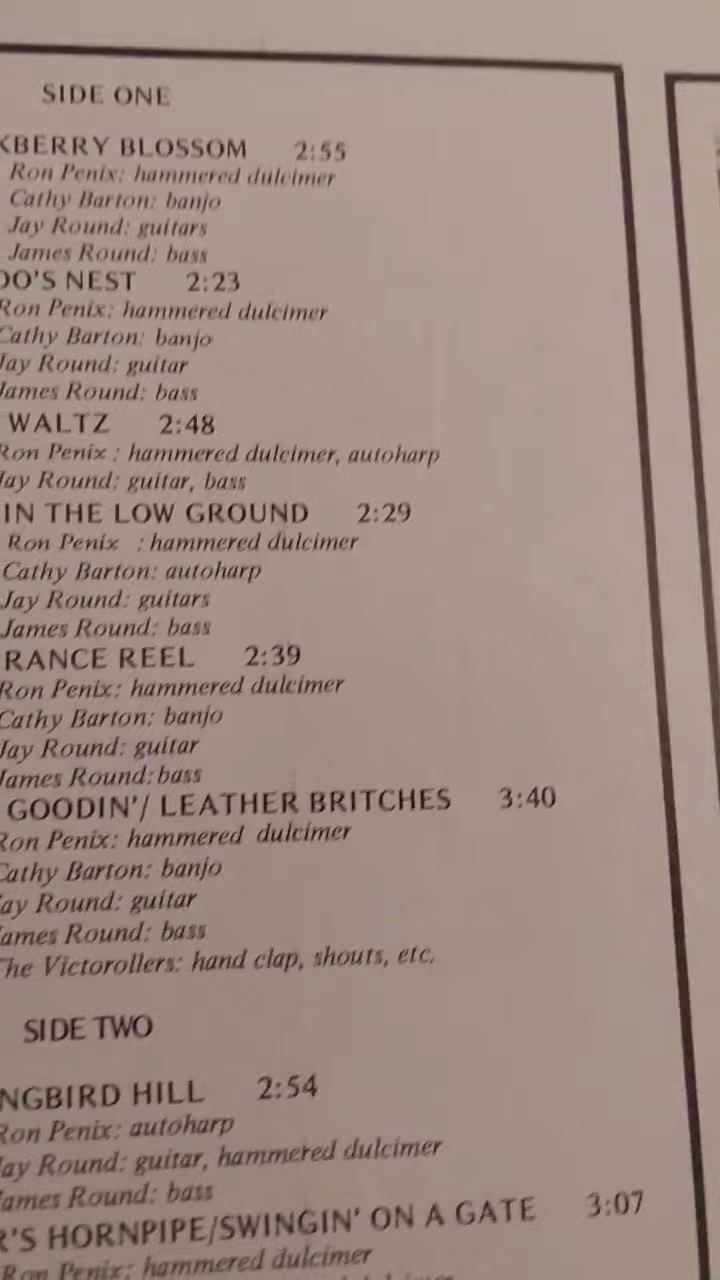 SIDE ONE
KBERRY BLOSSOM 2:55
Ron Penix: hammered dulcimer
Cathy Barton: banjo
Jay Round: guitars
James Round: bass
OO'S NEST 2:23
Ron Penix: hammered dulcimer
Cathy Barton: banjo
Jay Round: guitar
James Round: bass
WALTZ 2:48
Ron Penix : hammered dulcimer, autoharp
Jay Round: guitar, bass
IN THE LOW GROUND 2:29
Ron Penix : hammered dulcimer
Cathy Barton: autoharp
Jay Round: guitars
James Round: bass
RANCE REEL 2:39
Ron Penix: hammered dulcimer
Cathy Barton: banjo
Jay Round: guitar
James Round:bass
GOODIN'/ LEATHER BRITCHES 3:40
Ron Penix: hammered dulcimer
Cathy Barton: banjo
Jay Round: guitar
James Round: bass
The Victorollers: hand clap, shouts, etc.
SIDE TWO
NGBIRD HILL 2:54
Ron Penix: autoharp
Jay Round: guitar, hammered dulcimer
James Round: bass
R'S HORNPIPE/SWINGIN' ON A GATE 3:07
Ron Penix: hammered dulcimer